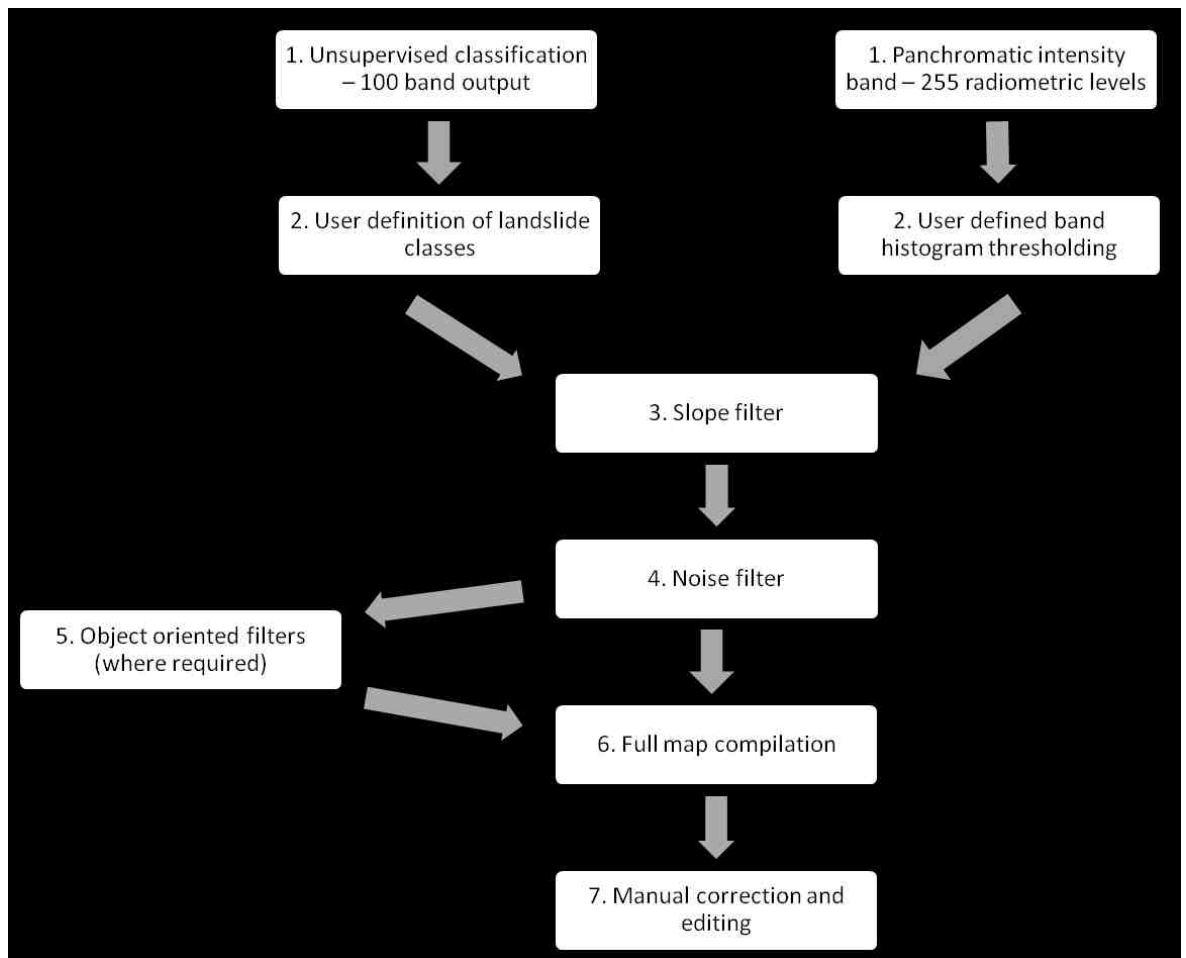 1. Unsupervised classification
– 100 band output
1. Panchromatic intensity
band – 255 radiometric levels
2. User definition of landslide
classes
2. User defined band
histogram thresholding
3. Slope filter
4. Noise filter
5. Object oriented filters
(where required)
6. Full map compilation
7. Manual correction and
editing